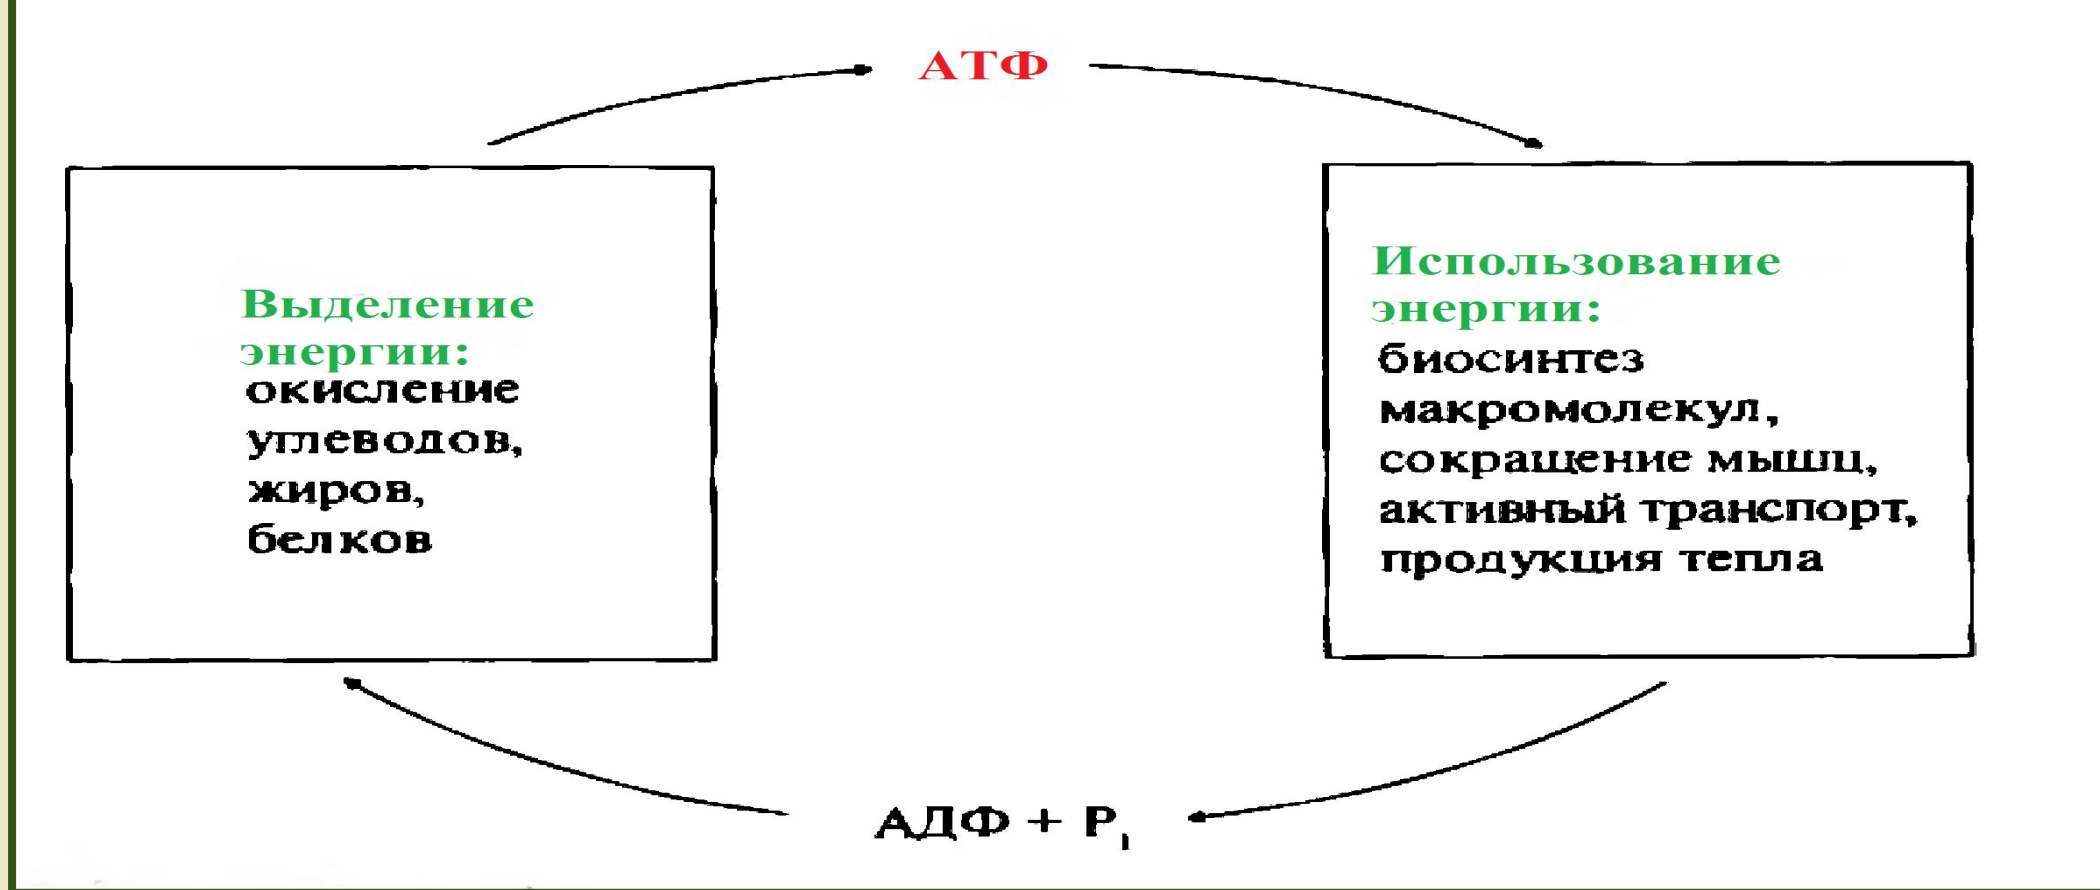 АТФ
Выделение
энергии:
окисление
углеводов,
жиров,
белков
Использование
энергии:
биосинтез
макромолекул,
сокращение мышц,
активный транспорт,
продукция тепла
АДФ + Pi